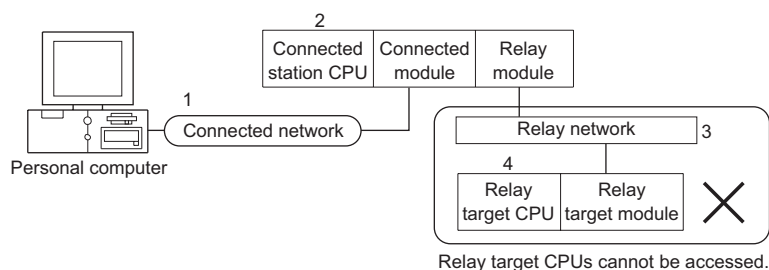 2
Connected station CPU
Connected module
Relay module
1
Connected network
Personal computer
Relay network
3
4
Relay target CPU
Relay target module
Relay target CPUs cannot be accessed.